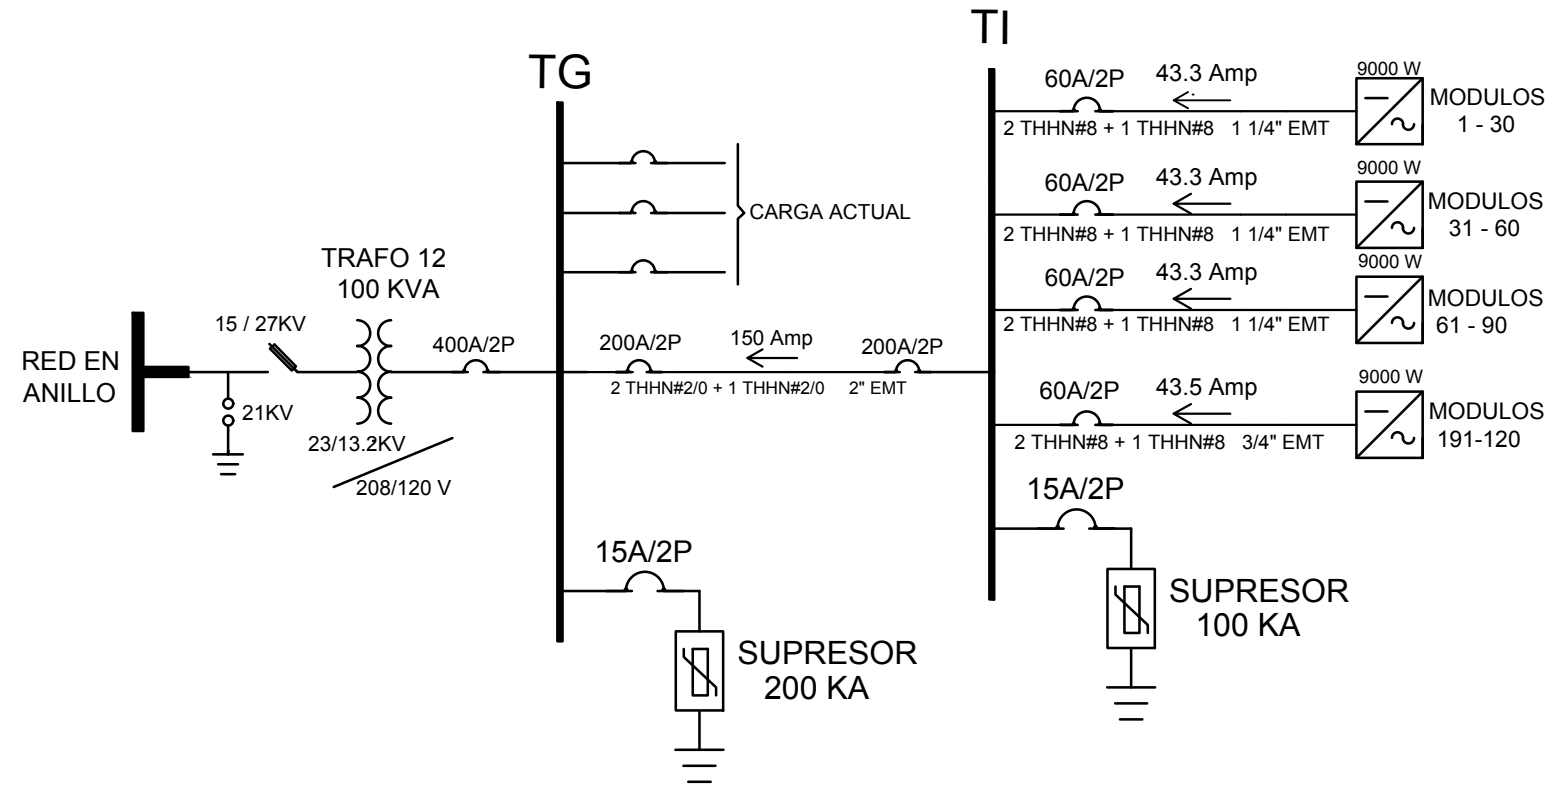 TI
TG
60A/2P
43.3 Amp
9000 W
2 THHN#8 + 1 THHN#8 1 1/4" EMT
MODULOS
1 - 30
60A/2P
43.3 Amp
9000 W
2 THHN#8 + 1 THHN#8 1 1/4" EMT
MODULOS
31 - 60
CARGA ACTUAL
60A/2P
43.3 Amp
9000 W
2 THHN#8 + 1 THHN#8 1 1/4" EMT
MODULOS
61 - 90
TRAFO 12
100 KVA
15 / 27KV
RED EN
ANILLO
21KV
23/13.2KV
208/120 V
400A/2P
200A/2P
150 Amp
200A/2P
2 THHN#2/0 + 1 THHN#2/0 2" EMT
60A/2P
43.5 Amp
9000 W
2 THHN#8 + 1 THHN#8 3/4" EMT
MODULOS
191-120
15A/2P
SUPRESOR
100 KA
15A/2P
SUPRESOR
200 KA